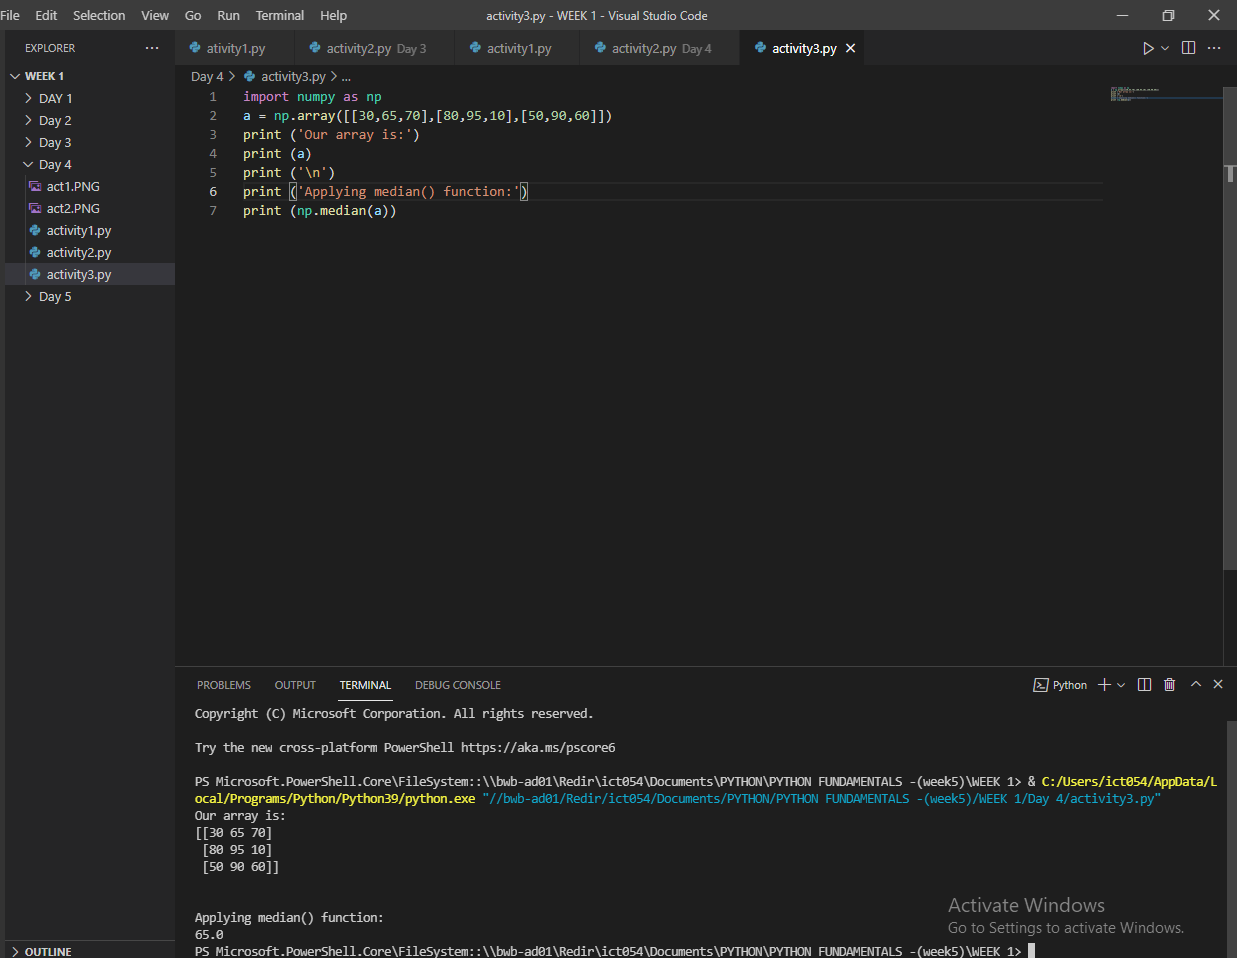 File Edit Selection View Go Run Terminal Help activity3.py - WEEK 1 - Visual Studio Code
EXPLORER
ativity1.py activity2.py Day 3 activity1.py activity2.py Day 4 activity3.py
WEEK 1
DAY 1
Day 2
Day 3
Day 4
act1.PNG
act2.PNG
activity1.py
activity2.py
activity3.py
Day 5
OUTLINE
Day 4 > activity3.py > ...
1 import numpy as np
2 a = np.array([[30,65,70],[80,95,10],[50,90,60]])
3 print ('Our array is:')
4 print (a)
5 print ('\n')
6 print ('Applying median() function:')
7 print (np.median(a))
PROBLEMS OUTPUT TERMINAL DEBUG CONSOLE Python
Copyright (C) Microsoft Corporation. All rights reserved.
Try the new cross-platform PowerShell https://aka.ms/pscore6
PS Microsoft.PowerShell.Core\FileSystem::\\bwb-ad01\Redir\ict054\Documents\PYTHON\PYTHON FUNDAMENTALS -(week5)\WEEK 1> & C:/Users/ict054/AppData/L
ocal/Programs/Python/Python39/python.exe "//bwb-ad01/Redir/ict054/Documents/PYTHON/PYTHON FUNDAMENTALS -(week5)/WEEK 1/Day 4/activity3.py"
Our array is:
[[30 65 70]
[80 95 10]
[50 90 60]]
Applying median() function:
65.0
PS Microsoft.PowerShell.Core\FileSystem::\\bwb-ad01\Redir\ict054\Documents\PYTHON\PYTHON FUNDAMENTALS -(week5)\WEEK 1>
Activate Windows
Go to Settings to activate Windows.